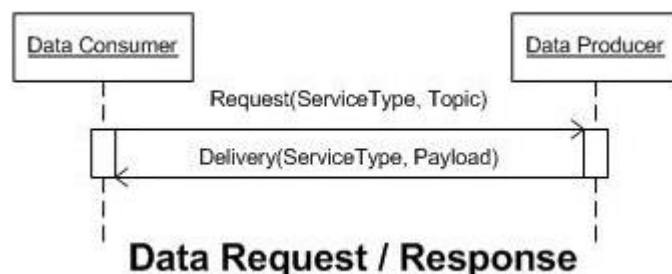 Data Consumer
Data Producer
Request(ServiceType, Topic)
Delivery(ServiceType, Payload)
Data Request / Response